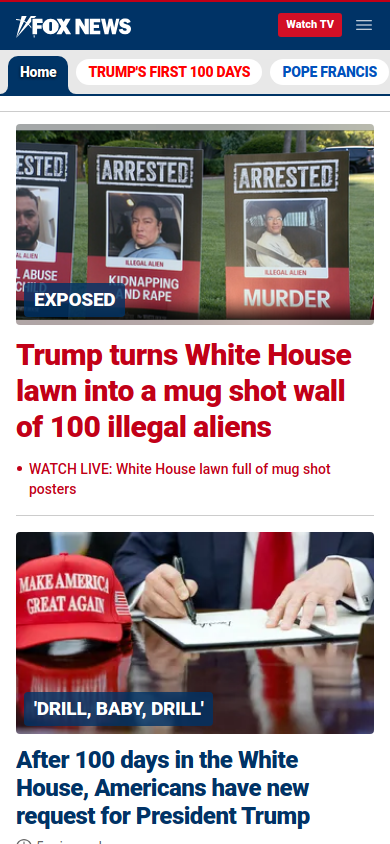 FOX NEWS
Watch TV
Home
TRUMP'S FIRST 100 DAYS
POPE FRANCIS
ESTED
ARRESTED
ARRESTED
ILLEGAL ALIEN
ILLEGAL ALIEN
L ABUSE
CHILD
KIDNAPPING
AND RAPE
MURDER
EXPOSED
Trump turns White House
lawn into a mug shot wall
of 100 illegal aliens
WATCH LIVE: White House lawn full of mug shot
posters
MAKE AMERICA
GREAT AGAIN
'DRILL, BABY, DRILL'
After 100 days in the White
House, Americans have new
request for President Trump